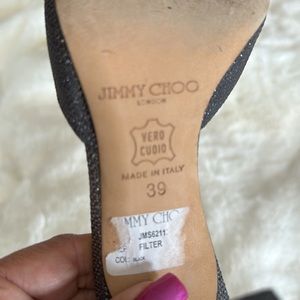 JIMMY CHOO
LONDON
VERO
CUOIO
MADE IN ITALY
39
MMY CHO
JMS6211
FILTER
COL: BLACK